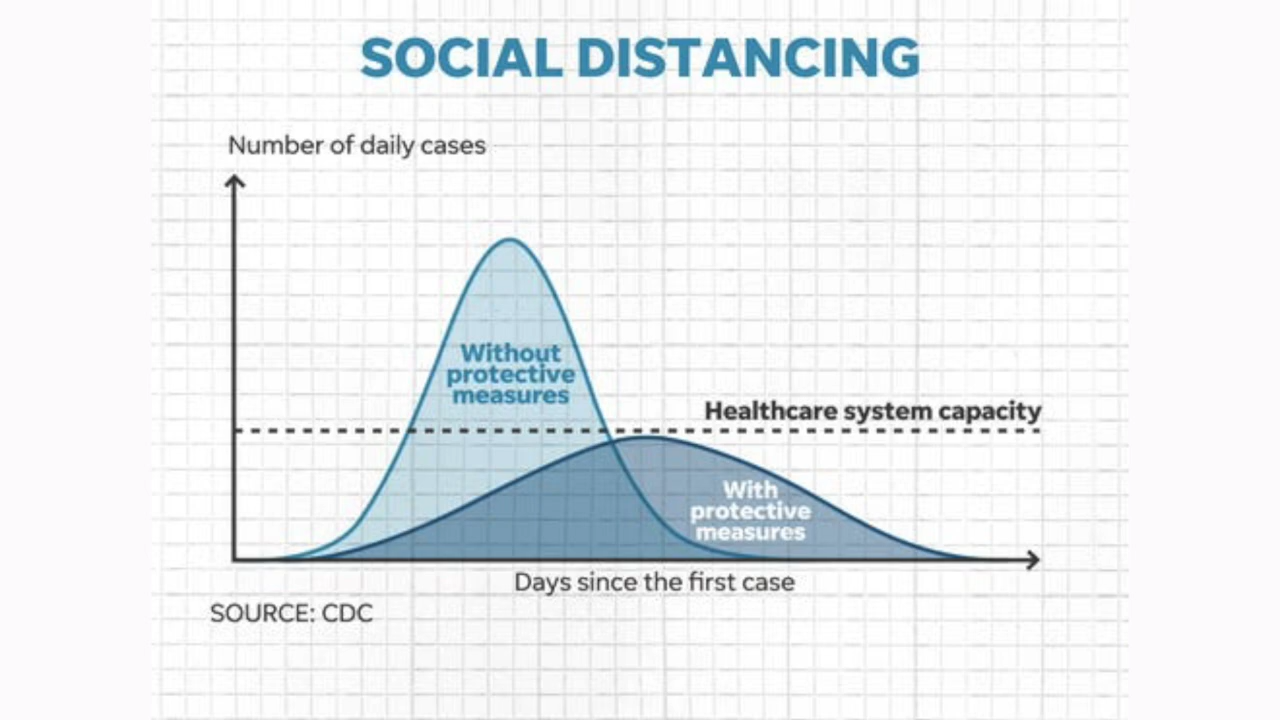 SOCIAL DISTANCING
Number of daily cases
Without
protective
measures
Healthcare system capacity
With
protective
measures
Days since the first case
SOURCE: CDC